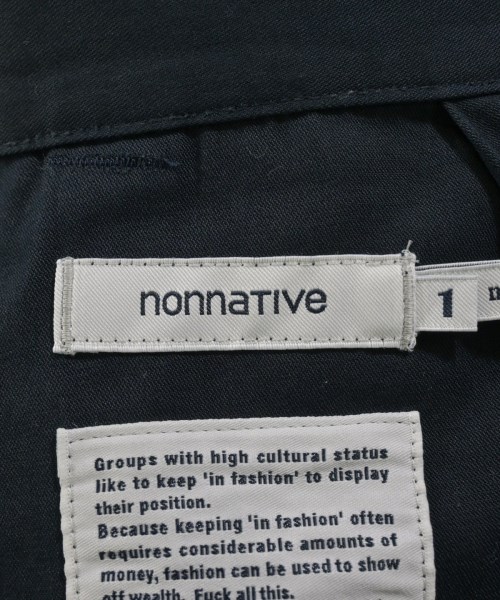 nonnative
1
Groups with high cultural status
like to keep 'in fashion' to display
their position.
Because keeping 'in fashion' often
requires considerable amounts of
money, fashion can be used to show
off wealth. Fuck all this.